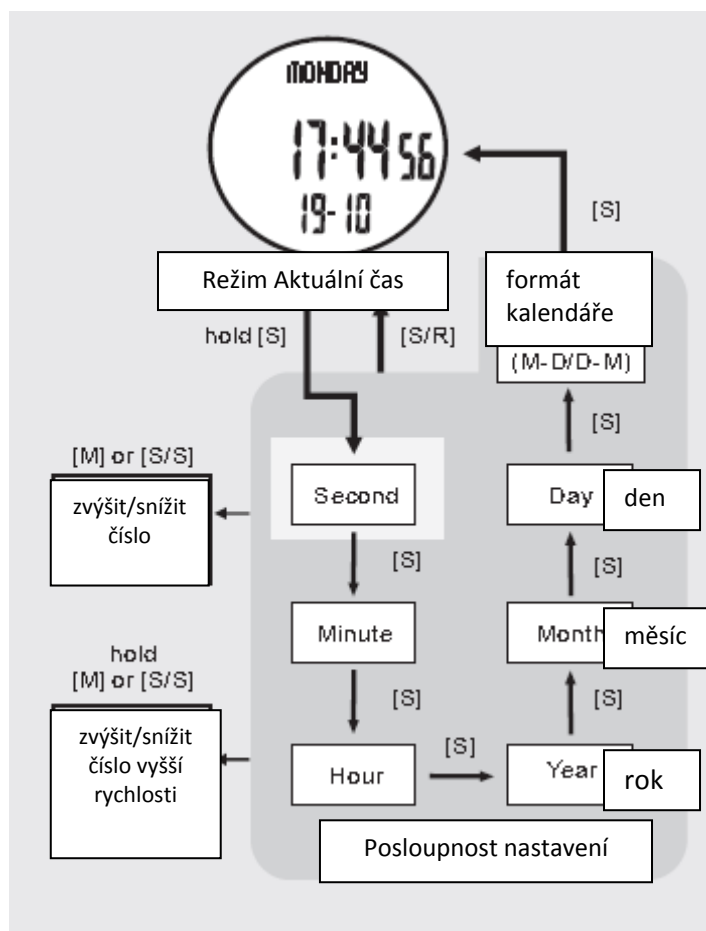 MONDAY
17:44 56
19-10
Režim Aktuální čas
hold [S]
[S/R]
[S]
formát
kalendáře
(M-D/D-M)
[S]
[M] or [S/S]
zvýšit/snížit
číslo
Second
Day
den
[S]
[S]
Minute
Month
měsíc
hold
[M] or [S/S]
zvýšit/snížit
číslo vyšší
rychlosti
[S]
[S]
Hour
[S]
Year
rok
Posloupnost nastavení